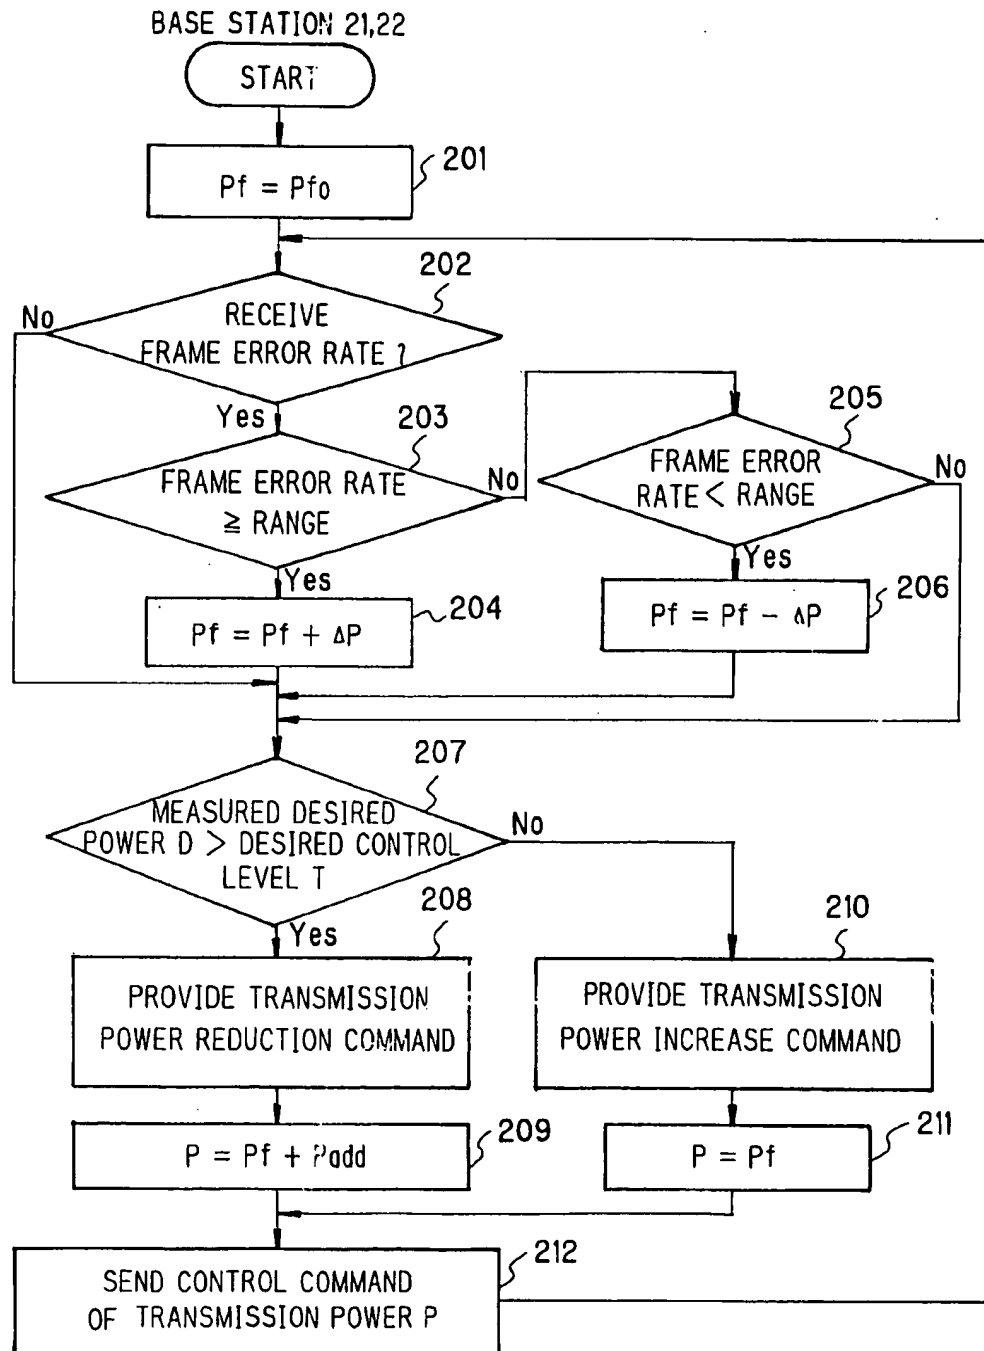 BASE STATION 21,22
START
201
Pf = Pfo
202
No
RECEIVE
FRAME ERROR RATE ?
Yes
203
FRAME ERROR RATE
≧ RANGE
No
205
FRAME ERROR
RATE < RANGE
No
Yes
204
Pf = Pf + ΔP
Yes
206
Pf = Pf − ΔP
207
MEASURED DESIRED
POWER D > DESIRED CONTROL
LEVEL T
No
Yes
208
PROVIDE TRANSMISSION
POWER REDUCTION COMMAND
210
PROVIDE TRANSMISSION
POWER INCREASE COMMAND
209
P = Pf + Padd
211
P = Pf
212
SEND CONTROL COMMAND
OF TRANSMISSION POWER P